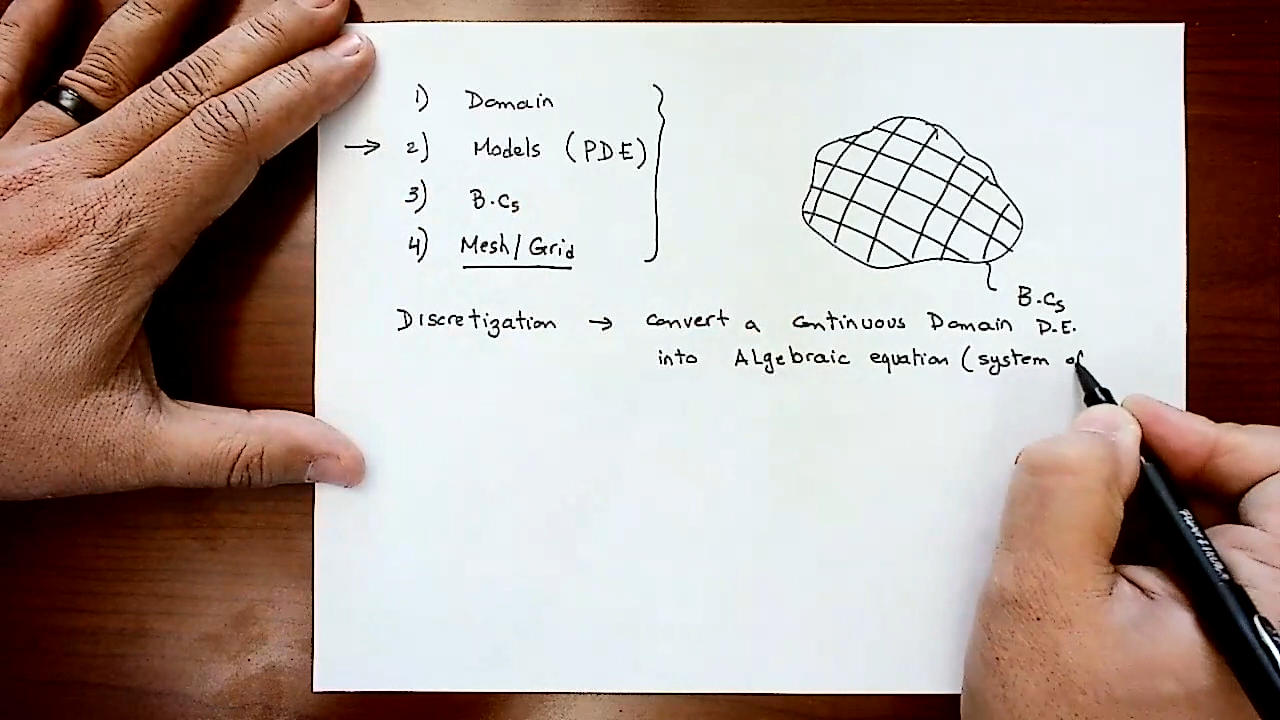 1) Domain
→ 2) Models (PDE)
3) B.Cs
4) Mesh/Grid
B.Cs
Discretization → Convert a Continuous Domain D.E.
into Algebraic equation (system of